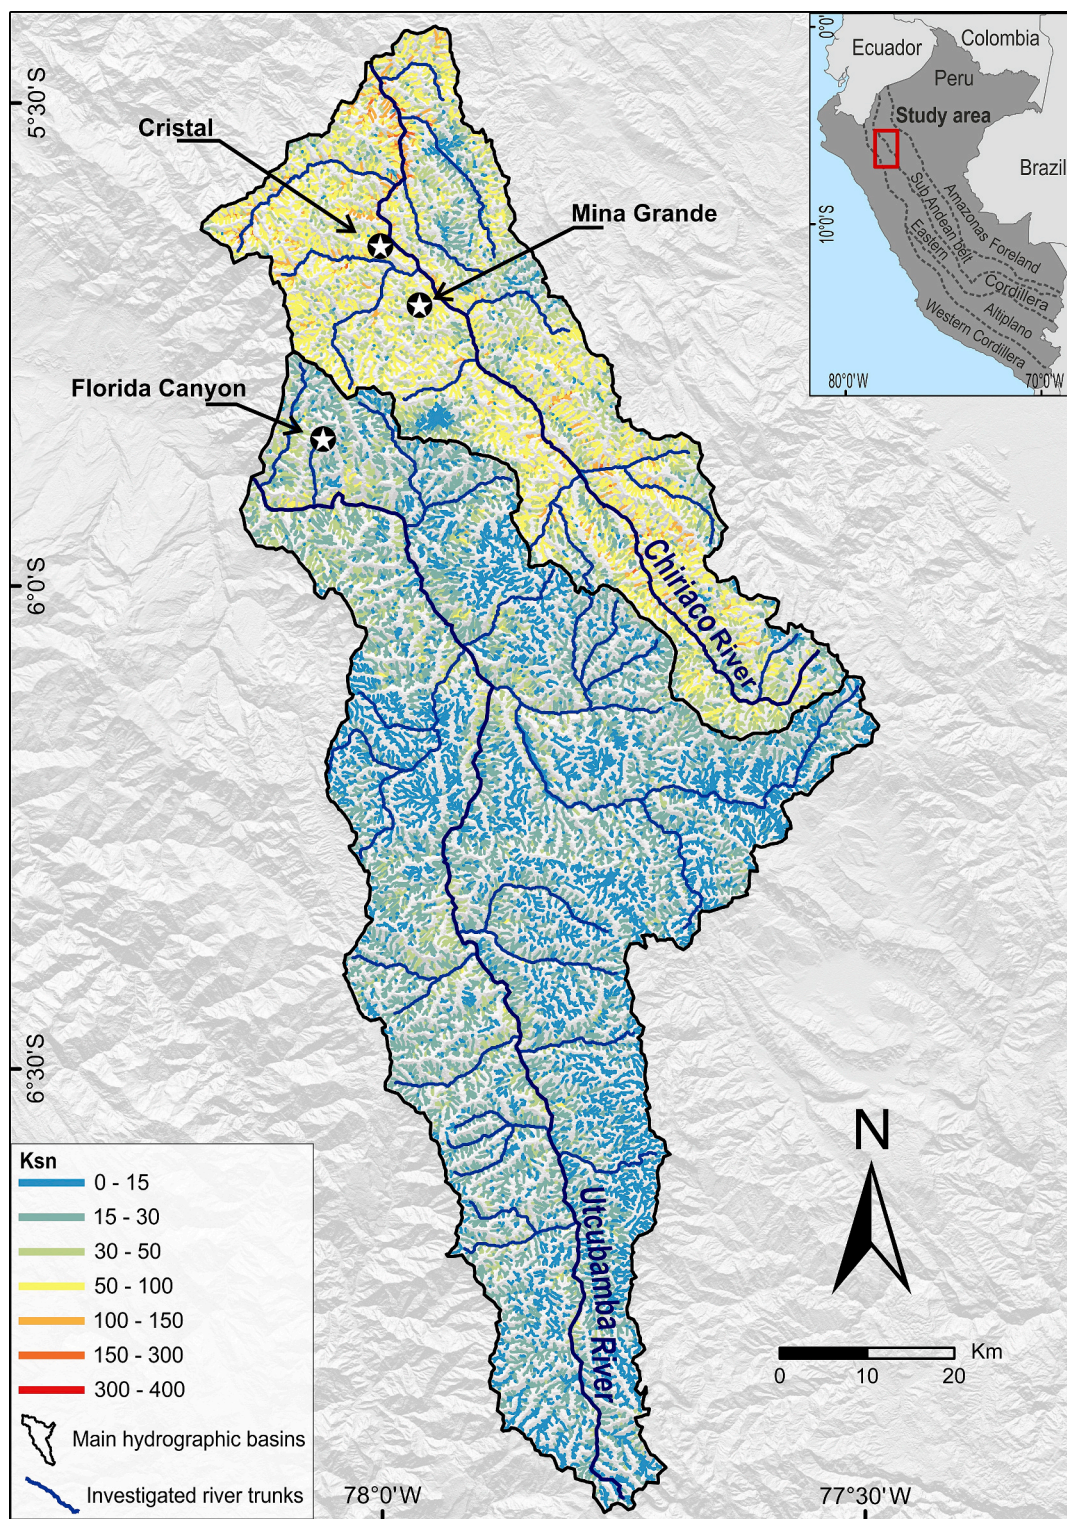 5°30'S
6°0'S
6°30'S
78°0'W
77°30'W
Cristal
Mina Grande
Florida Canyon
Chiriaco River
Utcubamba River
0°0'
10°0'S
80°0'W
70°0'W
Ecuador
Colombia
Peru
Study area
Brazil
Amazonas Foreland
Sub Andean belt
Eastern
Cordillera
Altiplano
Western Cordillera
Ksn
0 - 15
15 - 30
30 - 50
50 - 100
100 - 150
150 - 300
300 - 400
Main hydrographic basins
Investigated river trunks
N
Km
0 10 20